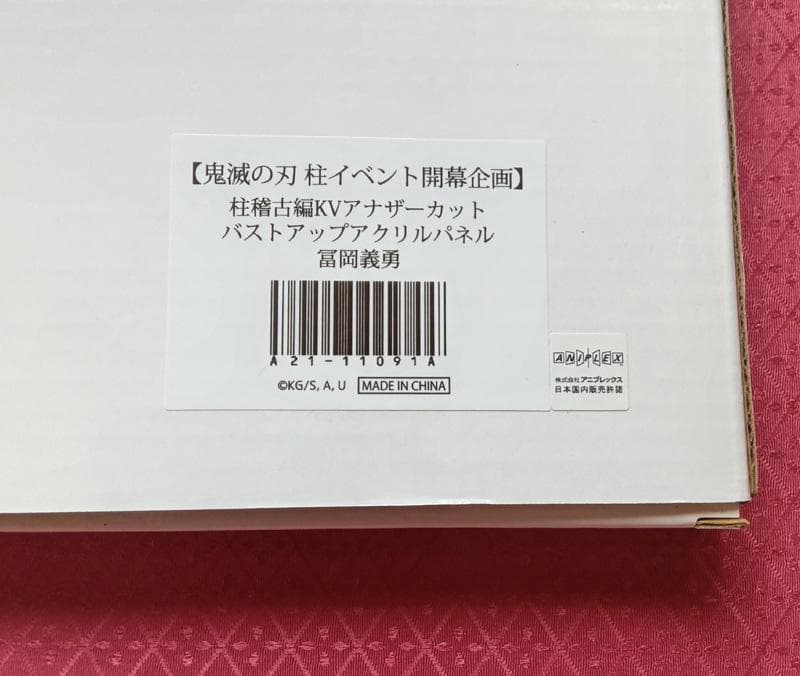 【鬼滅の刃 柱イベント開幕企画】
柱稽古編KVアナザーカット
バストアップアクリルパネル
冨岡義勇
A21-11091A
©KG/S, A, U MADE IN CHINA
ANIPLEX
株式会社 アニプレックス
日本国内販売許諾